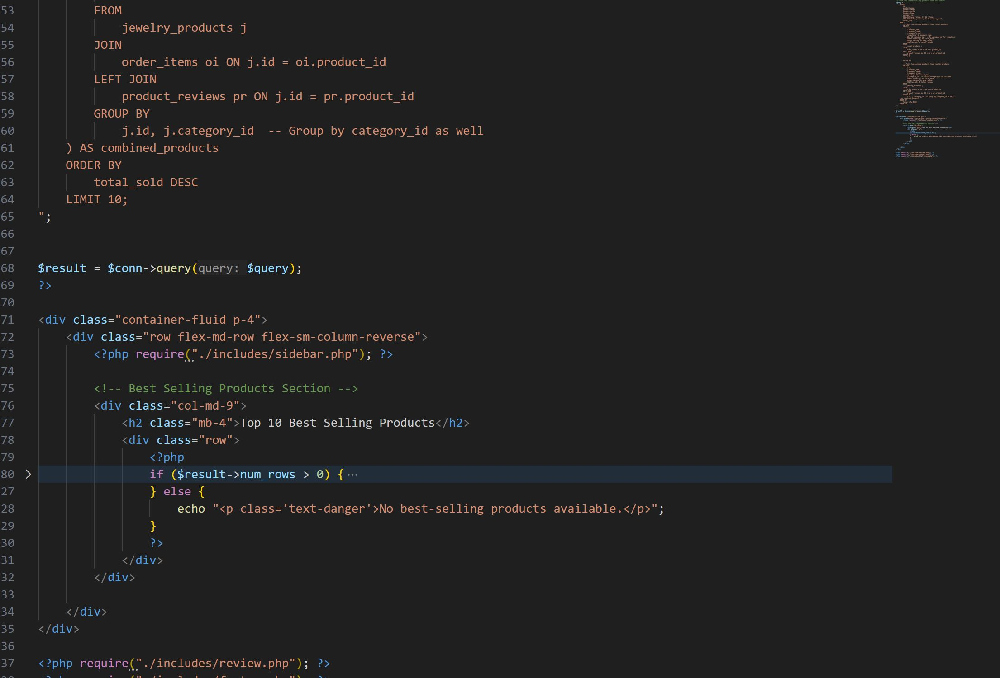 53 FROM
54 jewelry_products j
55 JOIN
56 order_items oi ON j.id = oi.product_id
57 LEFT JOIN
58 product_reviews pr ON j.id = pr.product_id
59 GROUP BY
60 j.id, j.category_id  -- Group by category_id as well
61 ) AS combined_products
62 ORDER BY
63 total_sold DESC
64 LIMIT 10;
65 ";
66
67
68 $result = $conn->query(query: $query);
69 ?>
70
71 <div class="container-fluid p-4">
72 <div class="row flex-md-row flex-sm-column-reverse">
73 <?php require("./includes/sidebar.php"); ?>
74
75 <!-- Best Selling Products Section -->
76 <div class="col-md-9">
77 <h2 class="mb-4">Top 10 Best Selling Products</h2>
78 <div class="row">
79 <?php
80 if ($result->num_rows > 0) {···
27 } else {
28 echo "<p class='text-danger'>No best-selling products available.</p>";
29 }
30 ?>
31 </div>
32 </div>
33
34 </div>
35 </div>
36
37 <?php require("./includes/review.php"); ?>